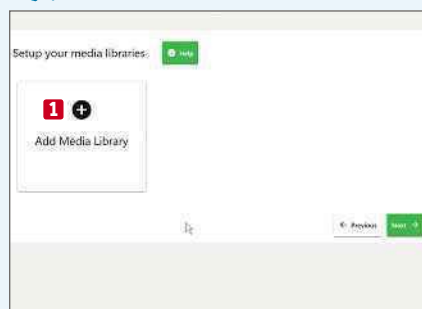 Setup your media libraries Help
1
Add Media Library
← Previous Next →